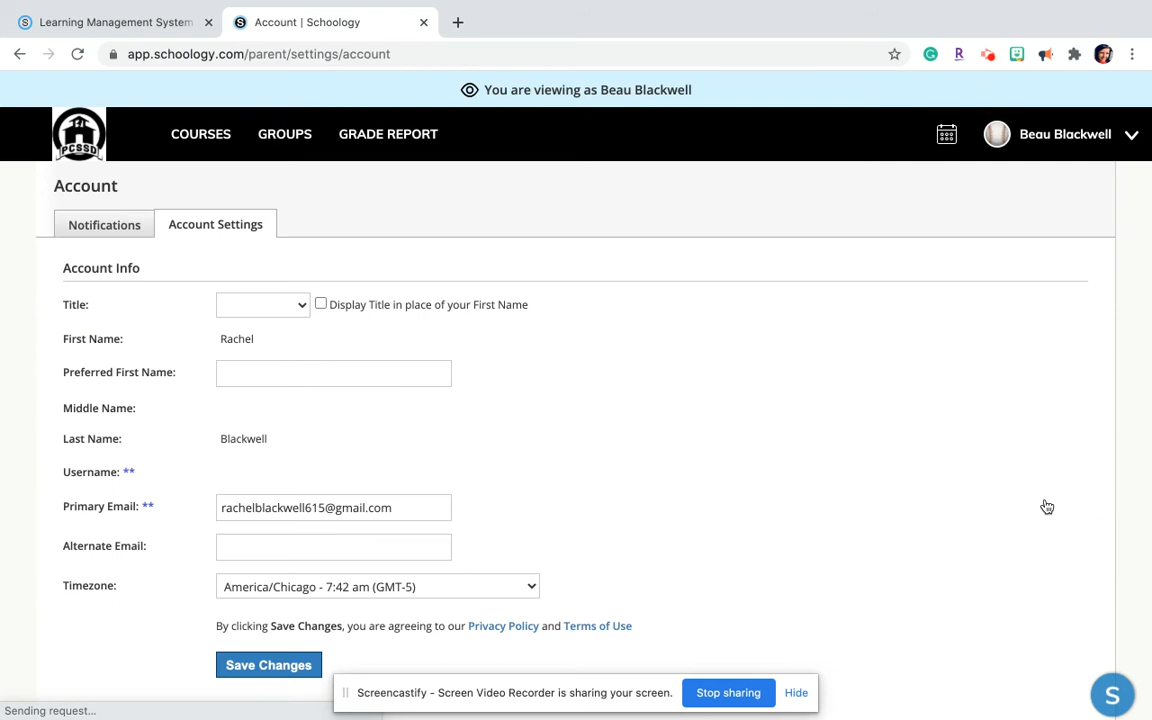 Learning Management System
Account | Schoology
app.schoology.com/parent/settings/account
You are viewing as Beau Blackwell
PCSSD
COURSES
GROUPS
GRADE REPORT
Beau Blackwell
Account
Notifications
Account Settings
Account Info
Title:
Display Title in place of your First Name
First Name: Rachel
Preferred First Name:
Middle Name:
Last Name: Blackwell
Username: **
Primary Email: ** rachelblackwell615@gmail.com
Alternate Email:
Timezone: America/Chicago - 7:42 am (GMT-5)
By clicking Save Changes, you are agreeing to our Privacy Policy and Terms of Use
Save Changes
Screencastify - Screen Video Recorder is sharing your screen.
Stop sharing
Hide
Sending request...
S